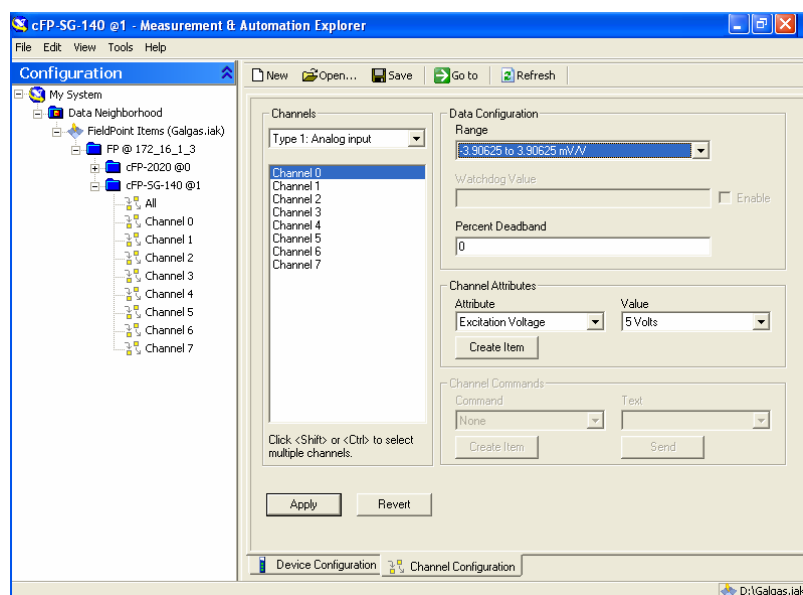 cFP-SG-140 @1 - Measurement & Automation Explorer
File Edit View Tools Help
Configuration
My System
Data Neighborhood
FieldPoint Items (Galgas.iak)
FP @ 172_16_1_3
cFP-2020 @0
cFP-SG-140 @1
All
Channel 0
Channel 1
Channel 2
Channel 3
Channel 4
Channel 5
Channel 6
Channel 7
New Open... Save Go to Refresh
Channels
Type 1: Analog input
Channel 0
Channel 1
Channel 2
Channel 3
Channel 4
Channel 5
Channel 6
Channel 7
Click <Shift> or <Ctrl> to select
multiple channels.
Data Configuration
Range
-3.90625 to 3.90625 mV/V
Watchdog Value
Enable
Percent Deadband
0
Channel Attributes
Attribute Value
Excitation Voltage 5 Volts
Create Item
Channel Commands
Command Text
None
Create Item Send
Apply Revert
Device Configuration Channel Configuration
D:\Galgas.iak